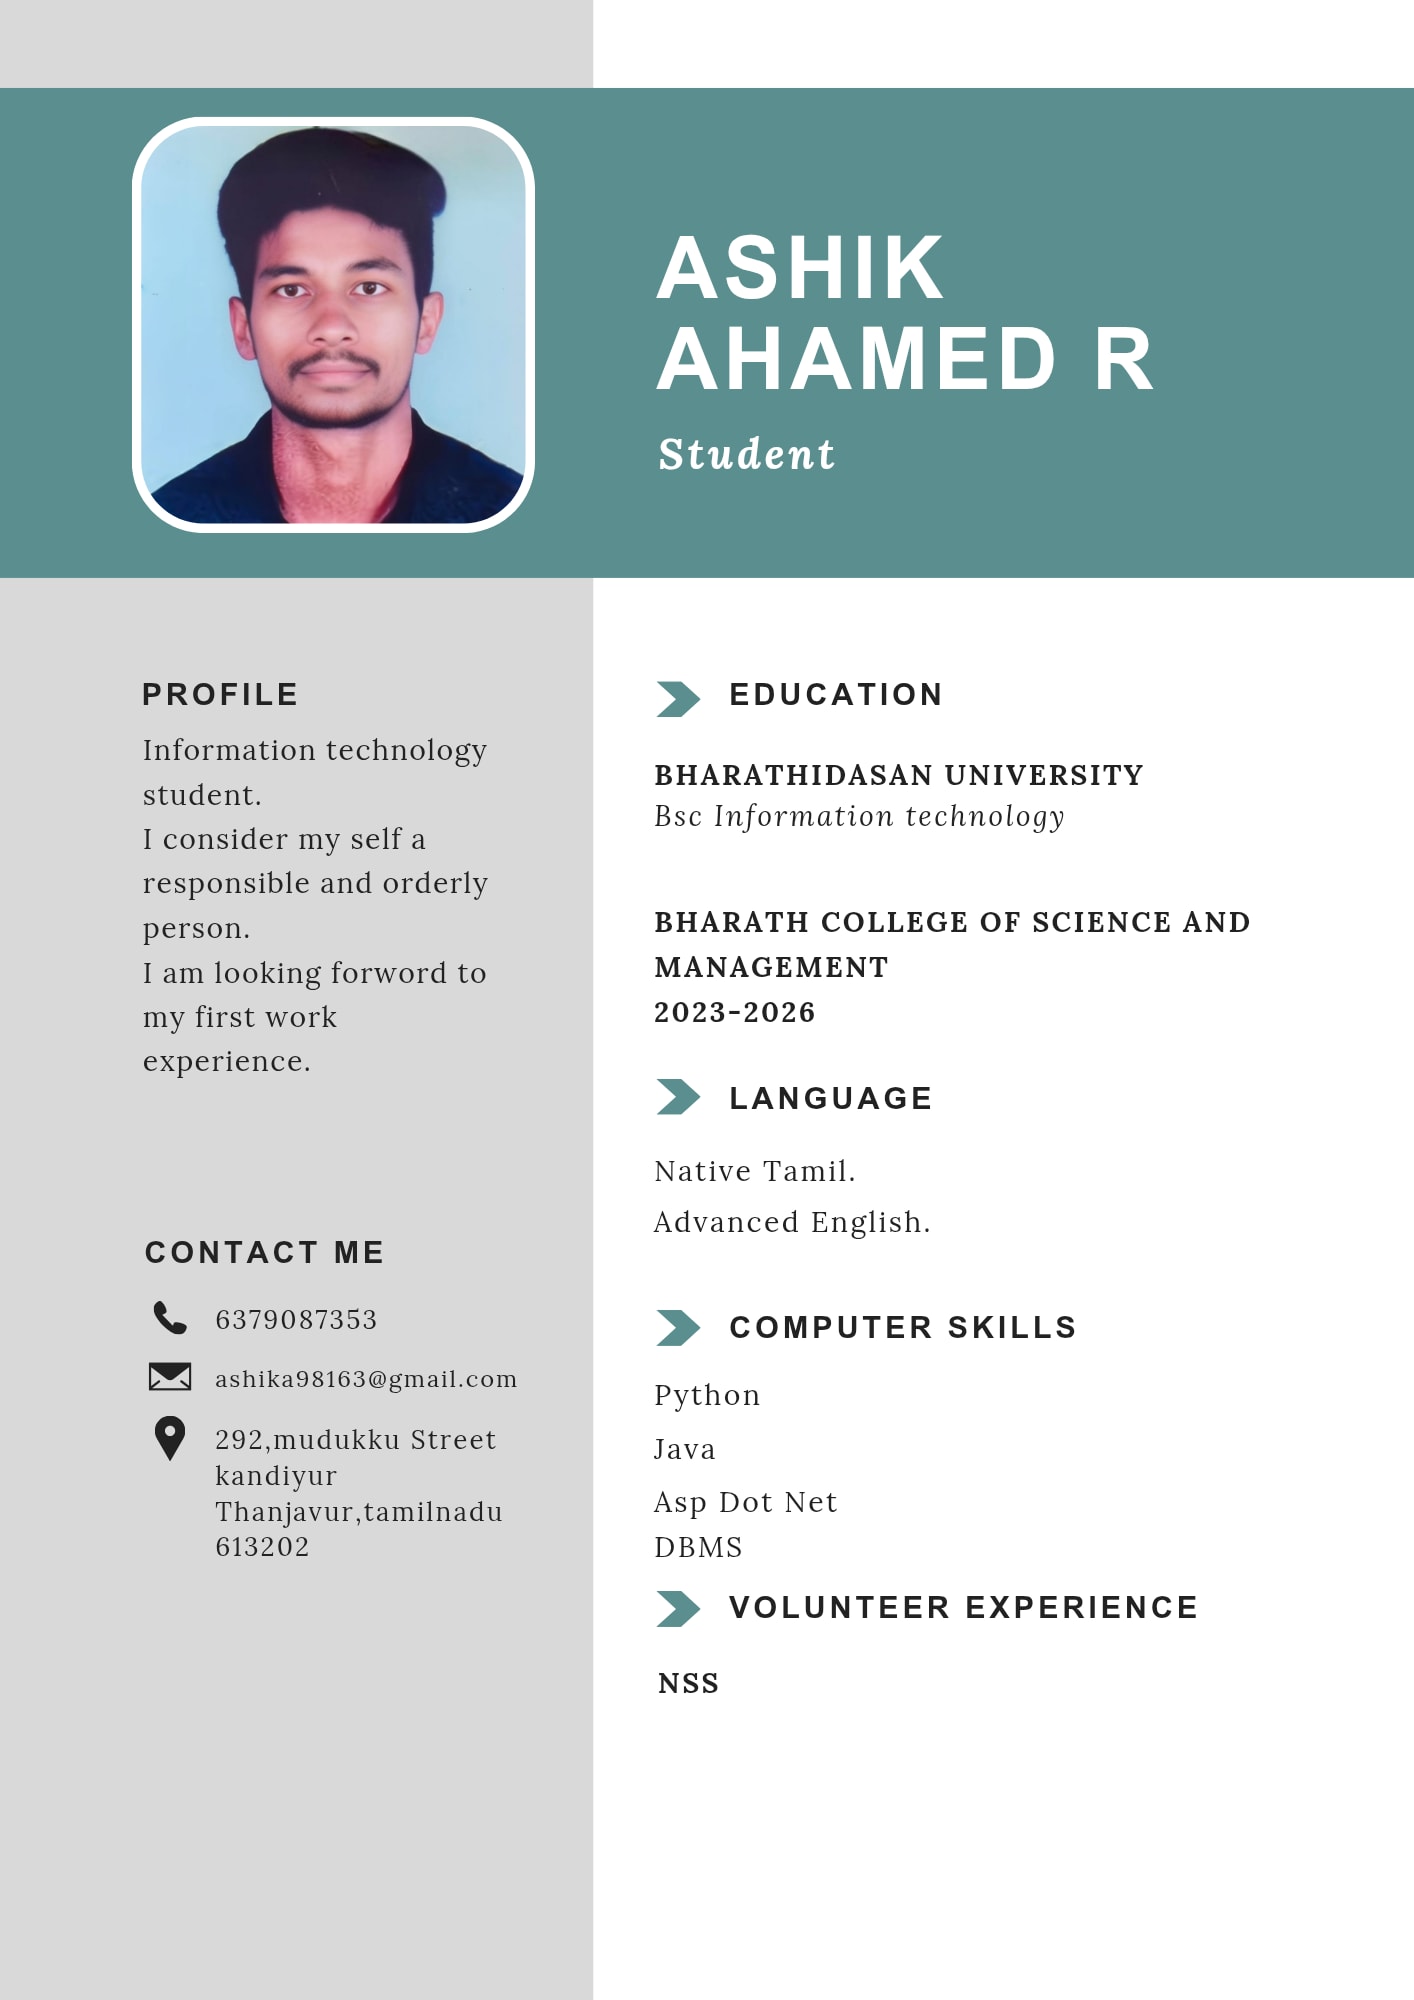 ASHIK
AHAMED R
Student
PROFILE
Information technology
student.
I consider my self a
responsible and orderly
person.
I am looking forword to
my first work
experience.
CONTACT ME
6379087353
ashika98163@gmail.com
292,mudukku Street
kandiyur
Thanjavur,tamilnadu
613202
EDUCATION
BHARATHIDASAN UNIVERSITY
Bsc Information technology
BHARATH COLLEGE OF SCIENCE AND
MANAGEMENT
2023-2026
LANGUAGE
Native Tamil.
Advanced English.
COMPUTER SKILLS
Python
Java
Asp Dot Net
DBMS
VOLUNTEER EXPERIENCE
NSS